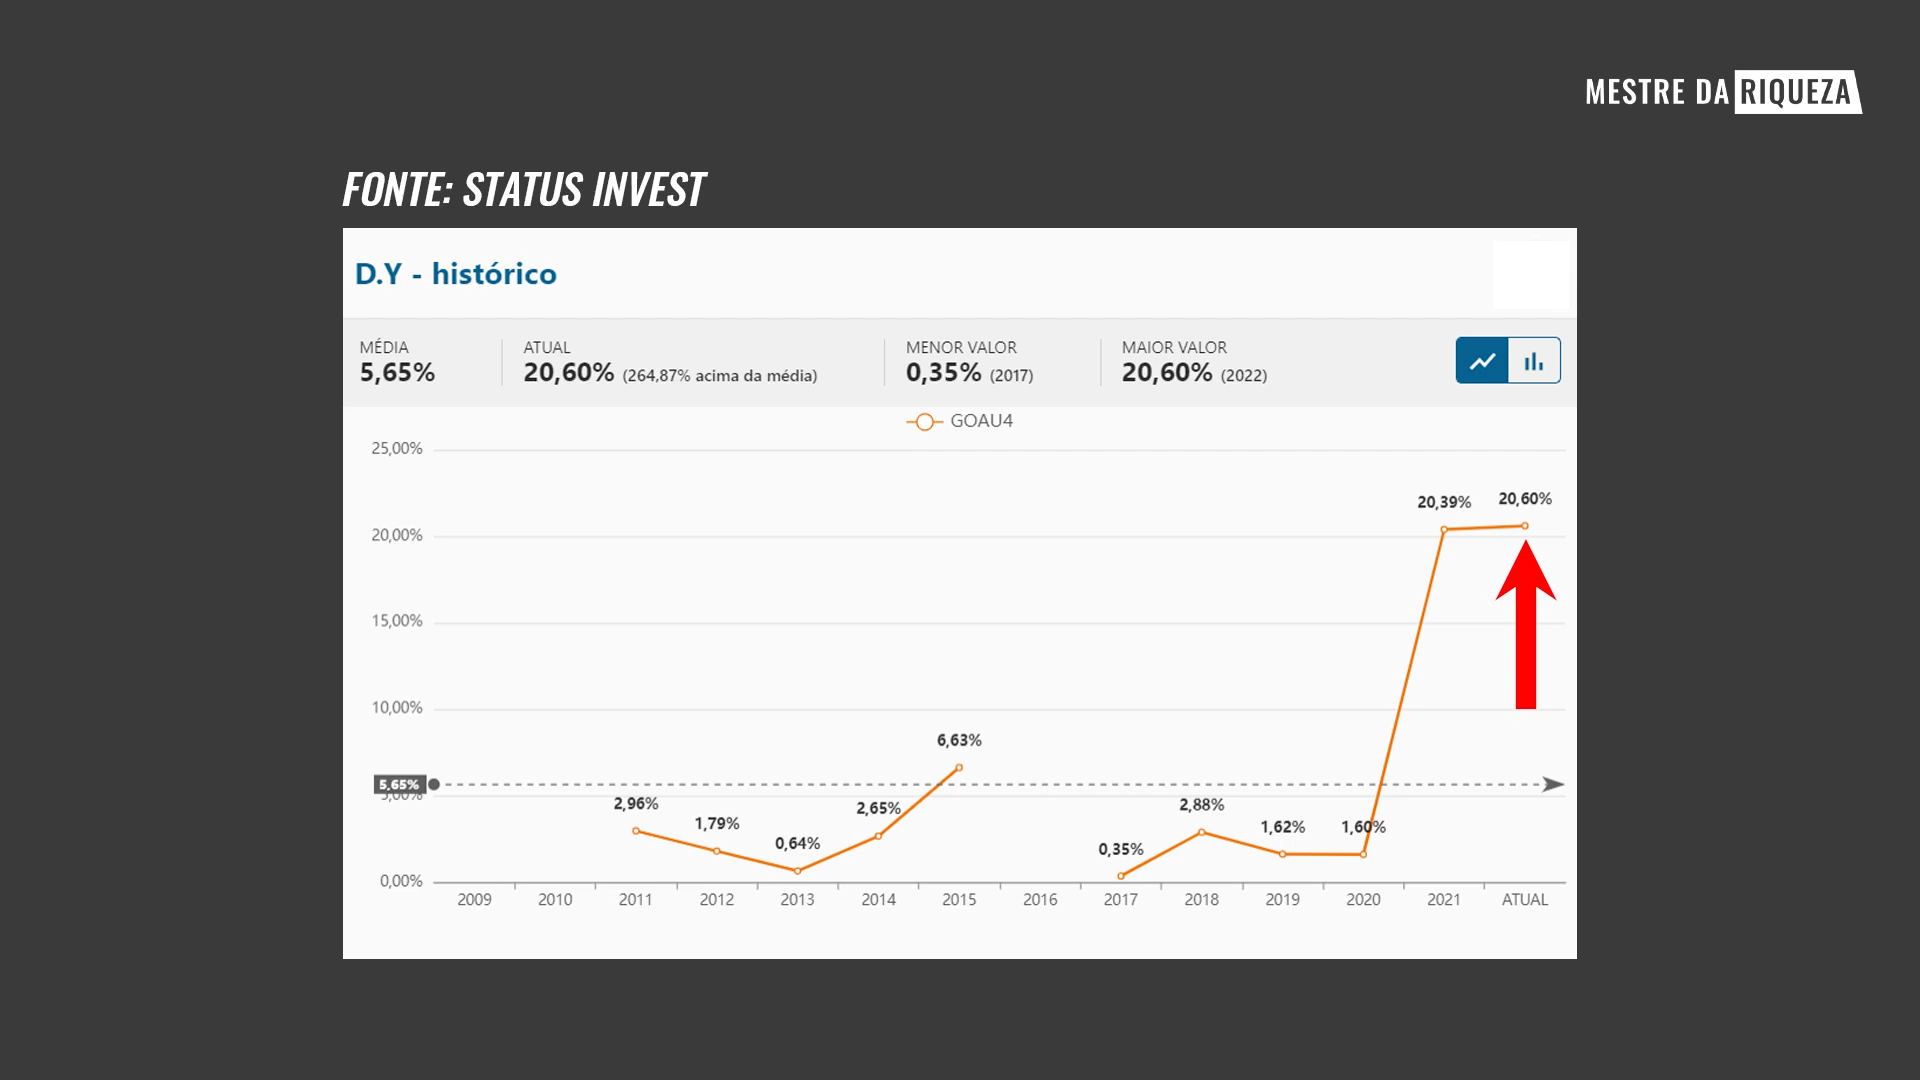 MESTRE DA RIQUEZA
FONTE: STATUS INVEST
D.Y - histórico
MÉDIA
5,65%
ATUAL
20,60% (264,87% acima da média)
MENOR VALOR
0,35% (2017)
MAIOR VALOR
20,60% (2022)
GOAU4
25,00%
20,00%
15,00%
10,00%
5,65%
5,00%
0,00%
2,96%
1,79%
0,64%
2,65%
6,63%
0,35%
2,88%
1,62%
1,60%
20,39%
20,60%
2009 2010 2011 2012 2013 2014 2015 2016 2017 2018 2019 2020 2021 ATUAL